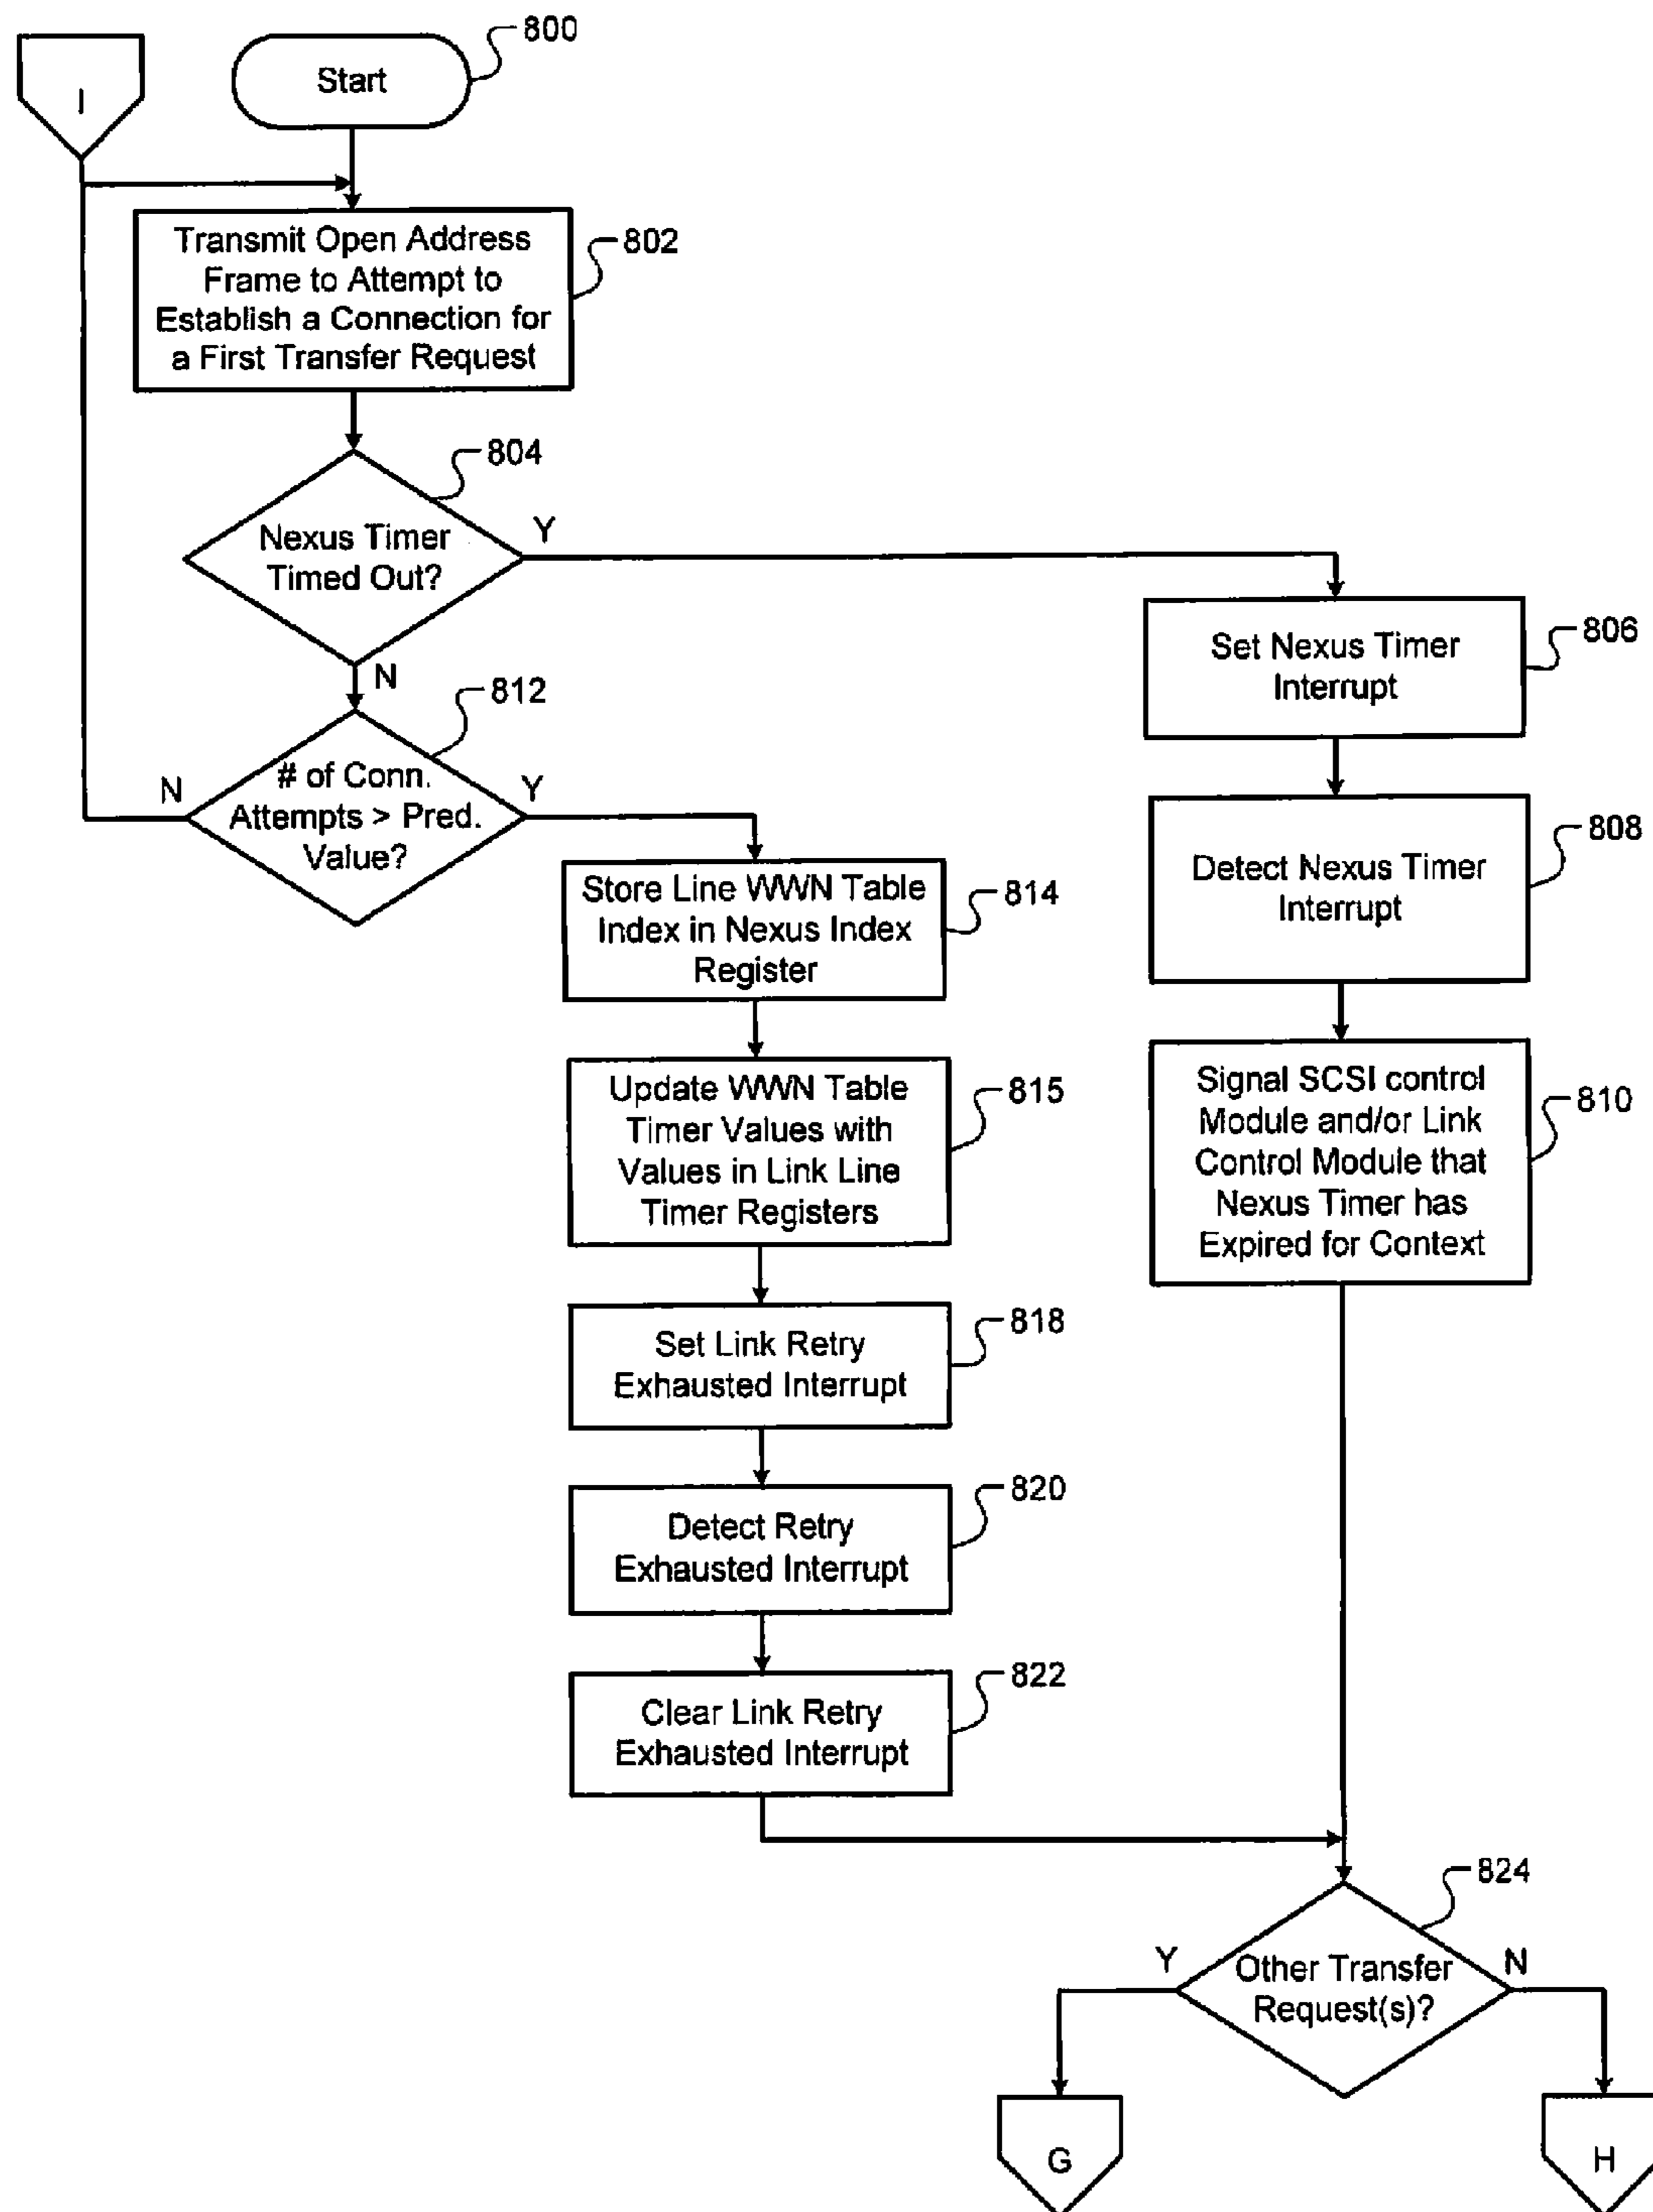 I
Start
800
Transmit Open Address
Frame to Attempt to
Establish a Connection for
a First Transfer Request
802
804
Nexus Timer
Timed Out?
Y
N
Set Nexus Timer
Interrupt
806
812
# of Conn.
Attempts > Pred.
Value?
N
Y
Detect Nexus Timer
Interrupt
808
Store Line WWN Table
Index in Nexus Index
Register
814
Signal SCSI control
Module and/or Link
Control Module that
Nexus Timer has
Expired for Context
810
Update WWN Table
Timer Values with
Values in Link Line
Timer Registers
815
Set Link Retry
Exhausted Interrupt
818
Detect Retry
Exhausted Interrupt
820
Clear Link Retry
Exhausted Interrupt
822
824
Other Transfer
Request(s)?
Y
N
G
H